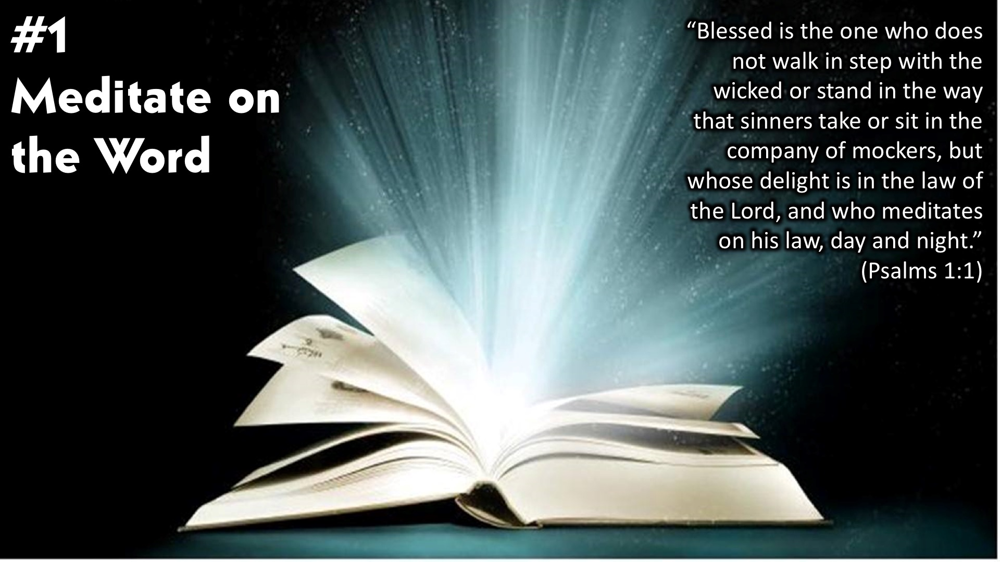 #1
Meditate on
the Word
“Blessed is the one who does
not walk in step with the
wicked or stand in the way
that sinners take or sit in the
company of mockers, but
whose delight is in the law of
the Lord, and who meditates
on his law, day and night.”
(Psalms 1:1)